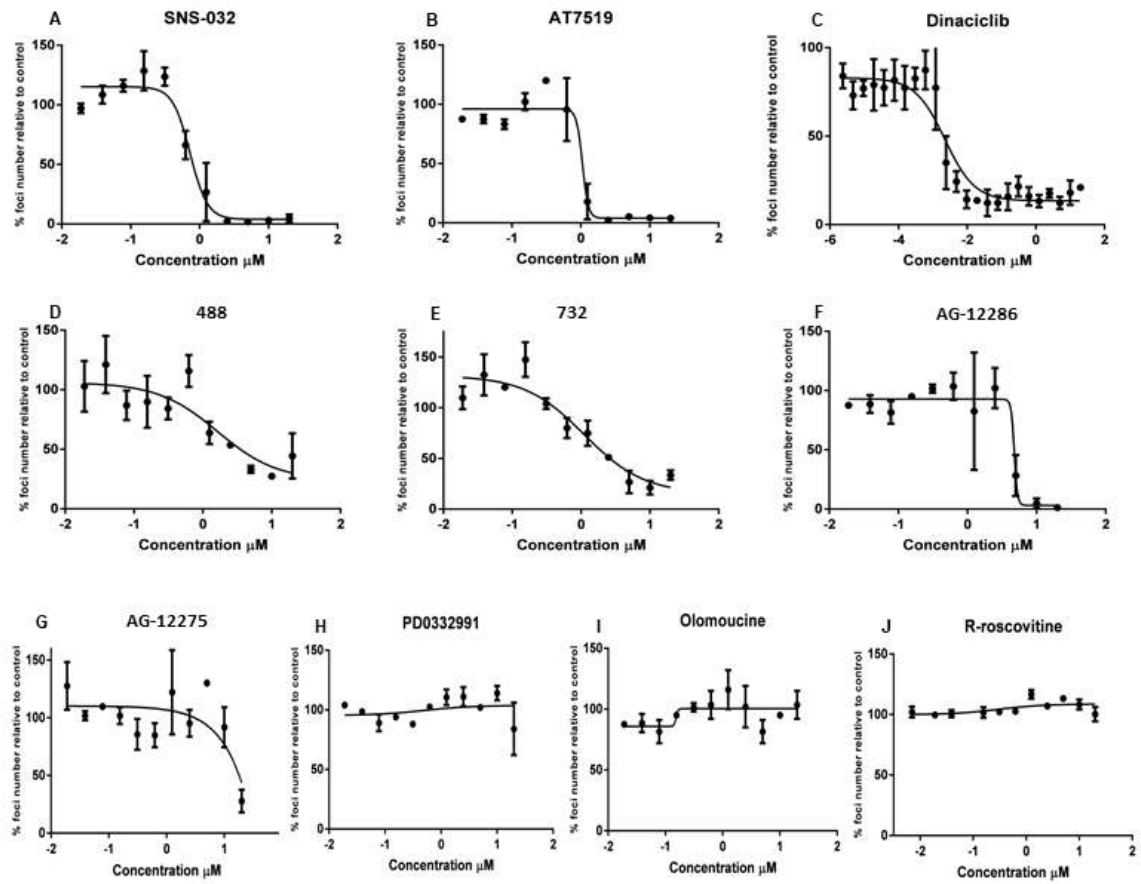 A
SNS-032
% foci number relative to control
150
100
50
0
-2
-1
0
1
2
Concentration µM
B
AT7519
% foci number relative to control
150
100
50
0
-2
-1
0
1
2
Concentration µM
C
Dinaciclib
% foci number relative to control
100
50
0
-6
-4
-2
0
2
Concentration µM
D
488
% foci number relative to control
150
100
50
0
-2
-1
0
1
2
Concentration µM
E
732
% foci number relative to control
150
100
50
0
-2
-1
0
1
2
Concentration µM
F
AG-12286
% foci number relative to control
150
100
50
0
-2
-1
0
1
2
Concentration µM
G
AG-12275
% foci number relative to control
150
100
50
0
-2
-1
0
1
Concentration µM
H
PD0332991
% foci number relative to control
150
100
50
0
-2
-1
0
1
2
Concentration µM
I
Olomoucine
% foci number relative to control
150
100
50
0
-2
-1
0
1
2
Concentration µM
J
R-roscovitine
% foci number relative to control
150
100
50
0
-2
-1
0
1
2
Concentration µM